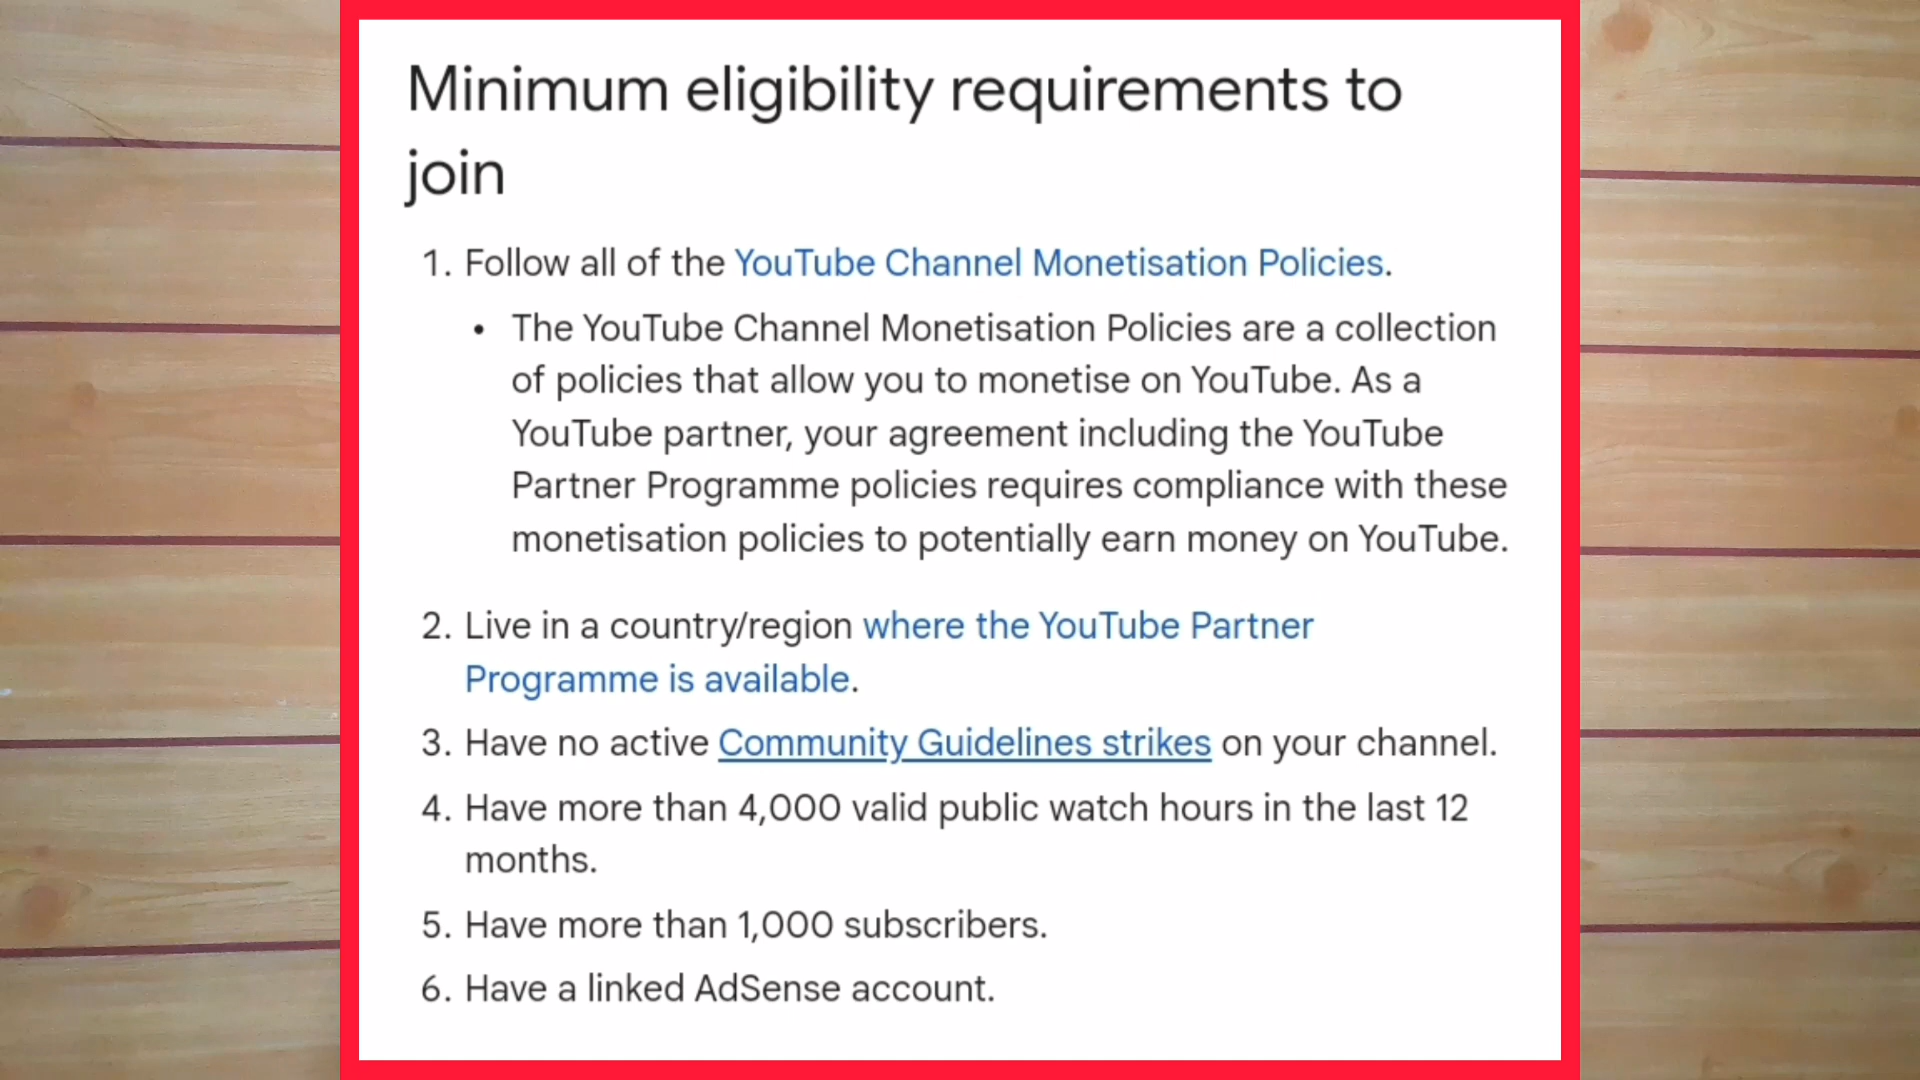 Minimum eligibility requirements to
join
1. Follow all of the YouTube Channel Monetisation Policies.
• The YouTube Channel Monetisation Policies are a collection
of policies that allow you to monetise on YouTube. As a
YouTube partner, your agreement including the YouTube
Partner Programme policies requires compliance with these
monetisation policies to potentially earn money on YouTube.
2. Live in a country/region where the YouTube Partner
Programme is available.
3. Have no active Community Guidelines strikes on your channel.
4. Have more than 4,000 valid public watch hours in the last 12
months.
5. Have more than 1,000 subscribers.
6. Have a linked AdSense account.